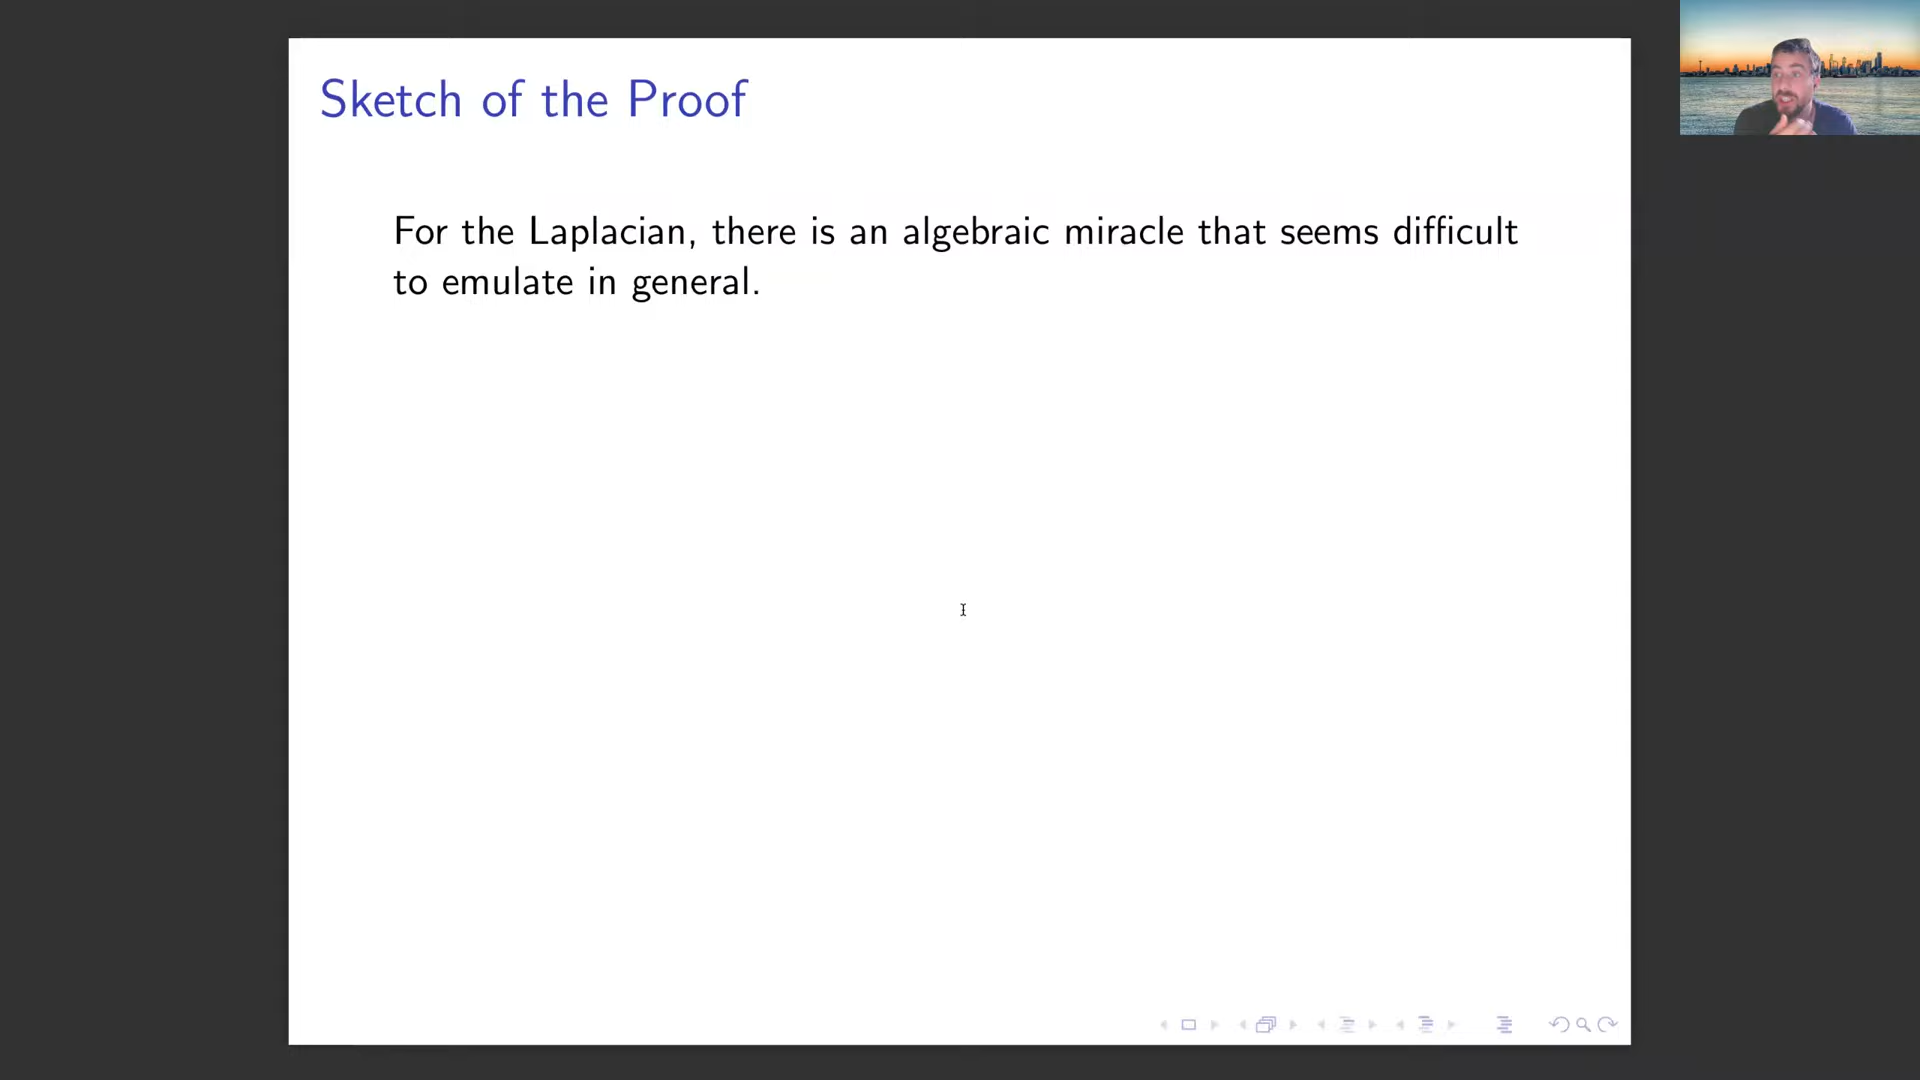 Sketch of the Proof
For the Laplacian, there is an algebraic miracle that seems difficult
to emulate in general.